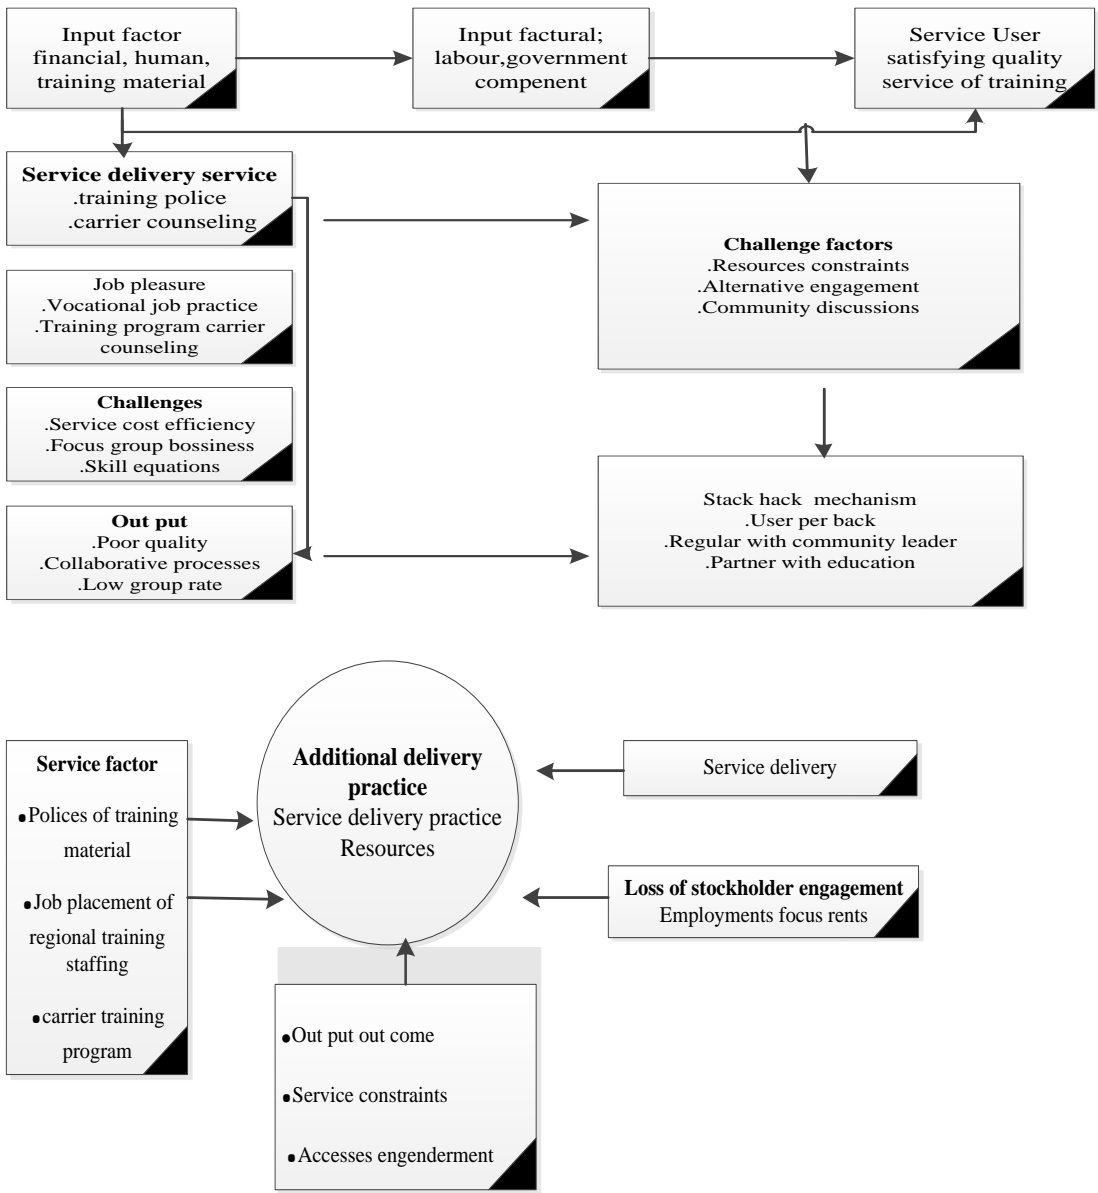 Input factor
financial, human,
training material
Input factural;
labour,government
compenent
Service User
satisfying quality
service of training
Service delivery service
.training police
.carrier counseling
Job pleasure
.Vocational job practice
.Training program carrier
counseling
Challenges
.Service cost efficiency
.Focus group bossiness
.Skill equations
Out put
.Poor quality
.Collaborative processes
.Low group rate
Challenge factors
.Resources constraints
.Alternative engagement
.Community discussions
Stack hack  mechanism
.User per back
.Regular with community leader
.Partner with education
Service factor
•Polices of training
material
•Job placement of
regional training
staffing
•carrier training
program
Additional delivery
practice
Service delivery practice
Resources
Service delivery
Loss of stockholder engagement
Employments focus rents
•Out put out come
•Service constraints
•Accesses engenderment